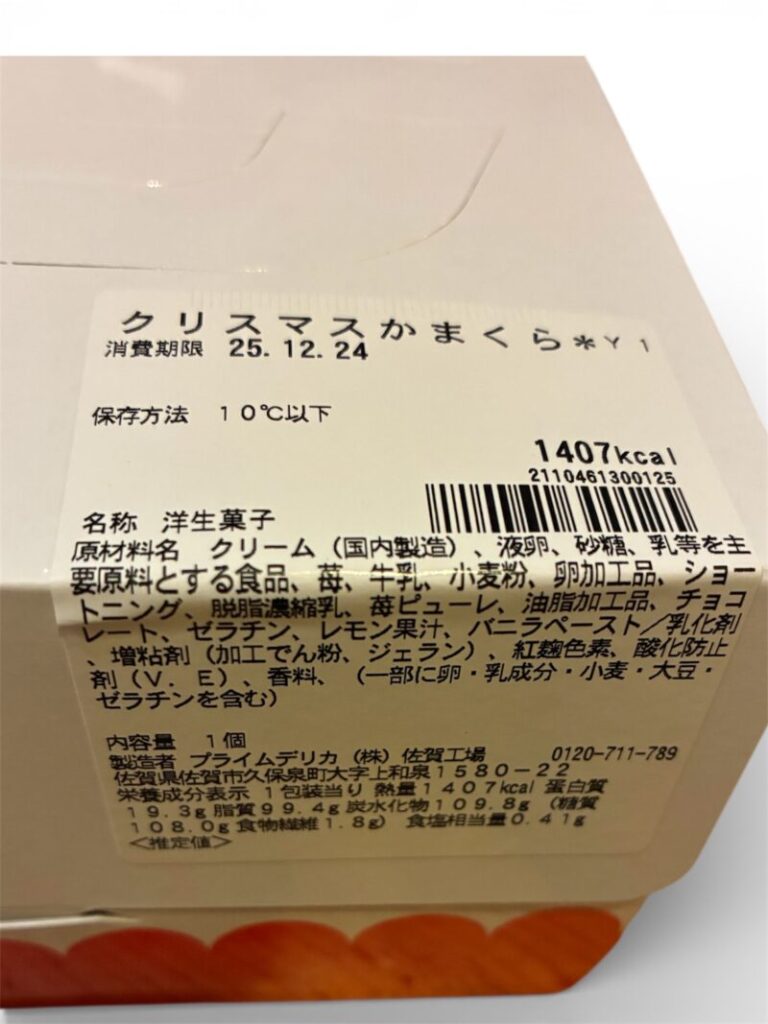 クリスマスかまくら*Y1
消費期限 25.12.24
保存方法 10℃以下
1407kcal
2110461300125
名称 洋生菓子
原材料名 クリーム（国内製造）、液卵、砂糖、乳等を主
要原料とする食品、苺、牛乳、小麦粉、卵加工品、ショー
トニング、脱脂濃縮乳、苺ピューレ、油脂加工品、チョコ
レート、ゼラチン、レモン果汁、バニラペースト／乳化剤
、増粘剤（加工でん粉、ジェラン）、紅麹色素、酸化防止
剤（V．E）、香料、（一部に卵・乳成分・小麦・大豆・
ゼラチンを含む）
内容量 1個
製造者 プライムデリカ（株）佐賀工場 0120-711-789
佐賀県佐賀市久保泉町大字上和泉1580－22
栄養成分表示 1包装当り 熱量1407kcal 蛋白質
19.3g 脂質99.4g 炭水化物109.8g（糖質
108.0g 食物繊維1.8g） 食塩相当量0.41g
＜推定値＞